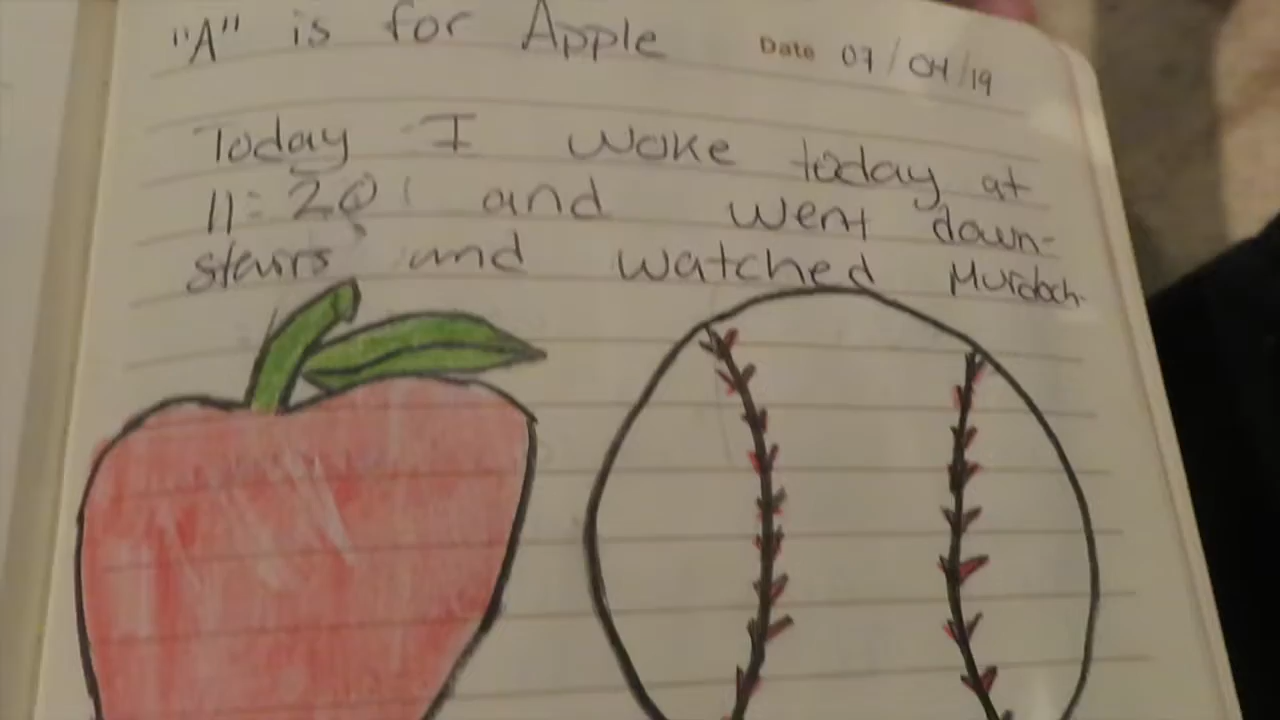 "A" is for Apple
Date 07/04/19
Today I woke today at
11:20 and went down-
stairs and watched Murdoch